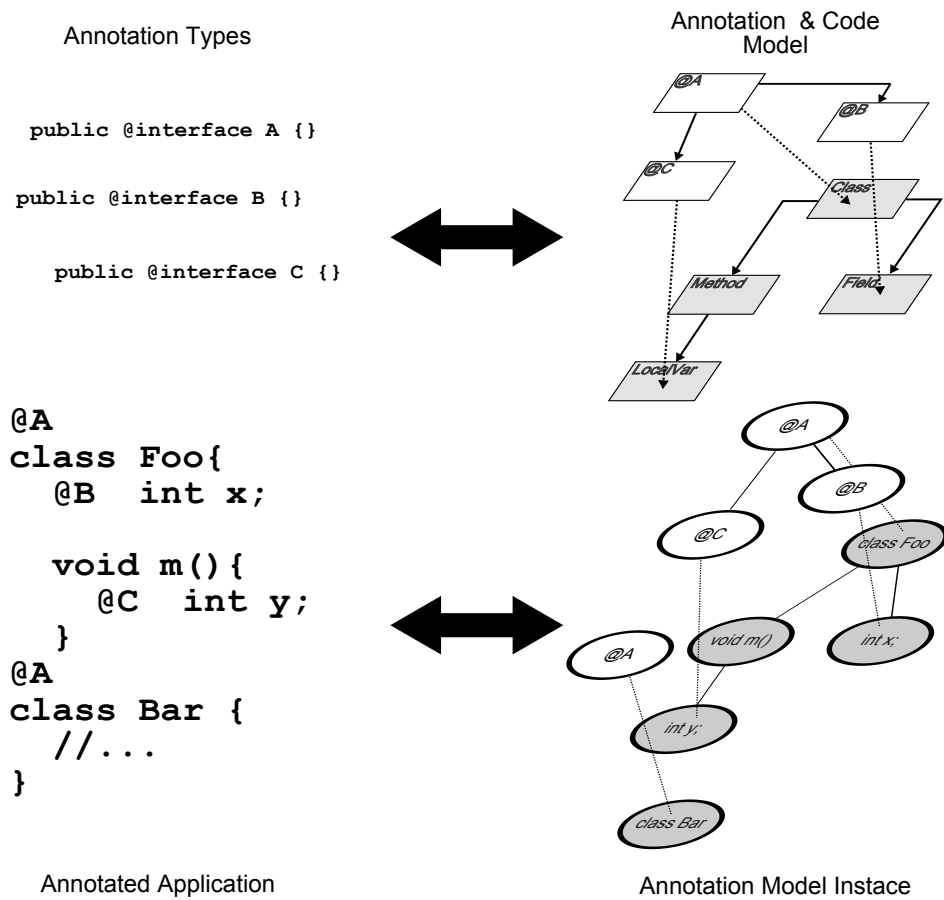 Annotation Types
public @interface A {}
public @interface B {}
public @interface C {}
Annotation & Code
Model
@A
@B
@C
Class
Method
Field
LocalVar
@A
class Foo{
@B int x;
void m(){
@C int y;
}
@A
class Bar {
//...
}
@A
@B
@C
class Foo
void m()
int x;
@A
int y;
class Bar
Annotated Application
Annotation Model Instace